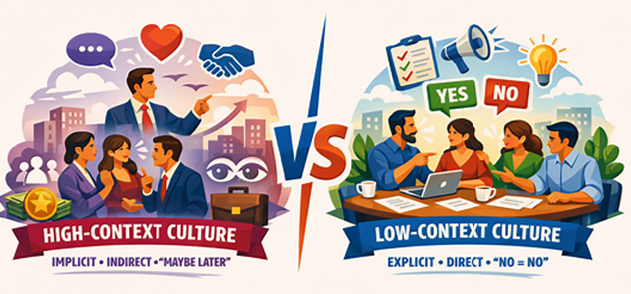 YES
NO
VS
HIGH-CONTEXT CULTURE
IMPLICIT • INDIRECT •"MAYBE LATER"
LOW-CONTEXT CULTURE
EXPLICIT • DIRECT • "NO = NO"